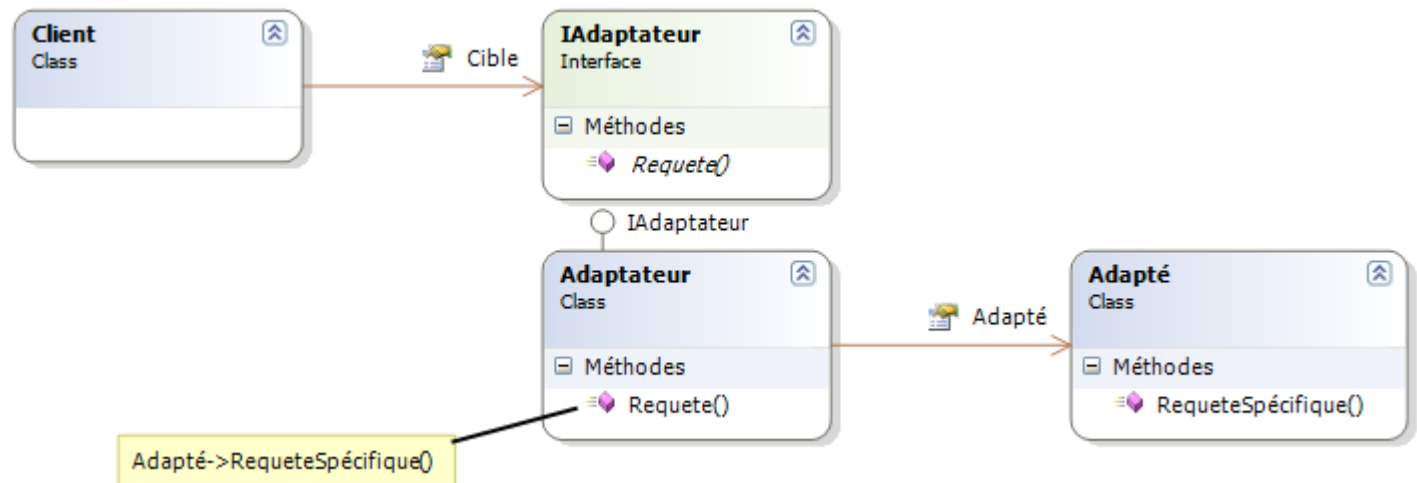 Client
Class
Cible
IAdaptateur
Interface
Méthodes
Requete()
IAdaptateur
Adaptateur
Class
Méthodes
Requete()
Adapté
Adapté
Class
Méthodes
RequeteSpécifique()
Adapté->RequeteSpécifique()